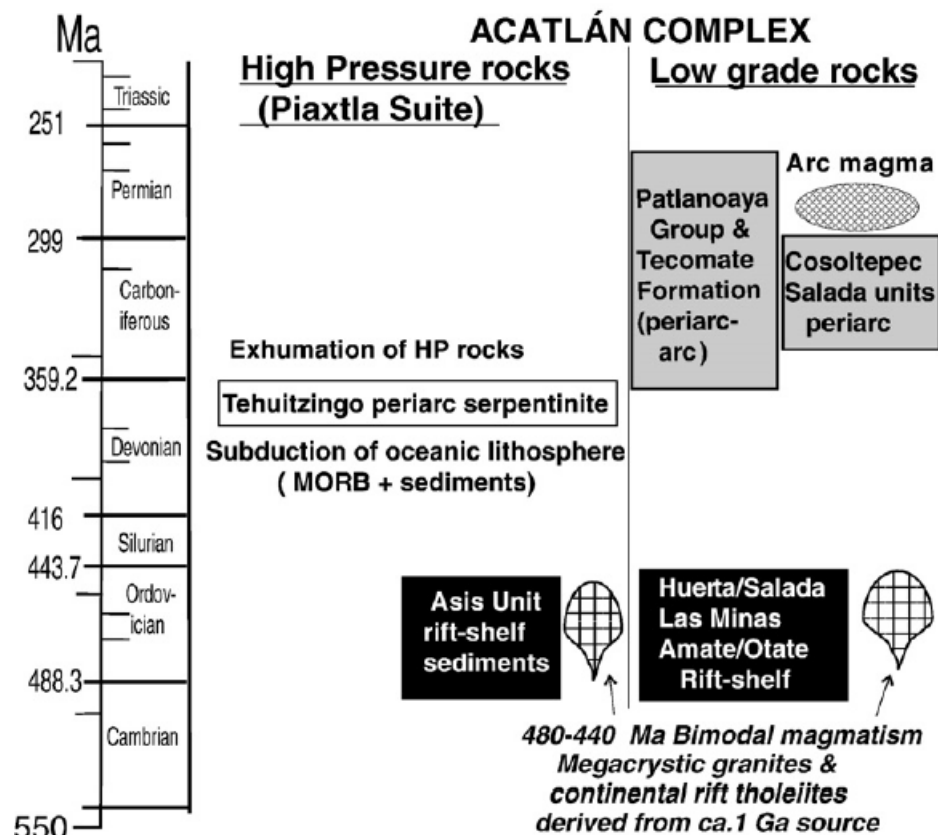 Ma
ACATLÁN COMPLEX
High Pressure rocks
(Piaxtla Suite)
Low grade rocks
Triassic
251
Permian
299
Carbon-
iferous
359.2
Devonian
416
Silurian
443.7
Ordov-
ician
488.3
Cambrian
550
Exhumation of HP rocks
Tehuitzingo periarc serpentinite
Subduction of oceanic lithosphere
( MORB + sediments)
Asis Unit
rift-shelf
sediments
Patlanoaya
Group &
Tecomate
Formation
(periarc-
arc)
Arc magma
Cosoltepec
Salada units
periarc
Huerta/Salada
Las Minas
Amate/Otate
Rift-shelf
480-440 Ma Bimodal magmatism
Megacrystic granites &
continental rift tholeiites
derived from ca.1 Ga source